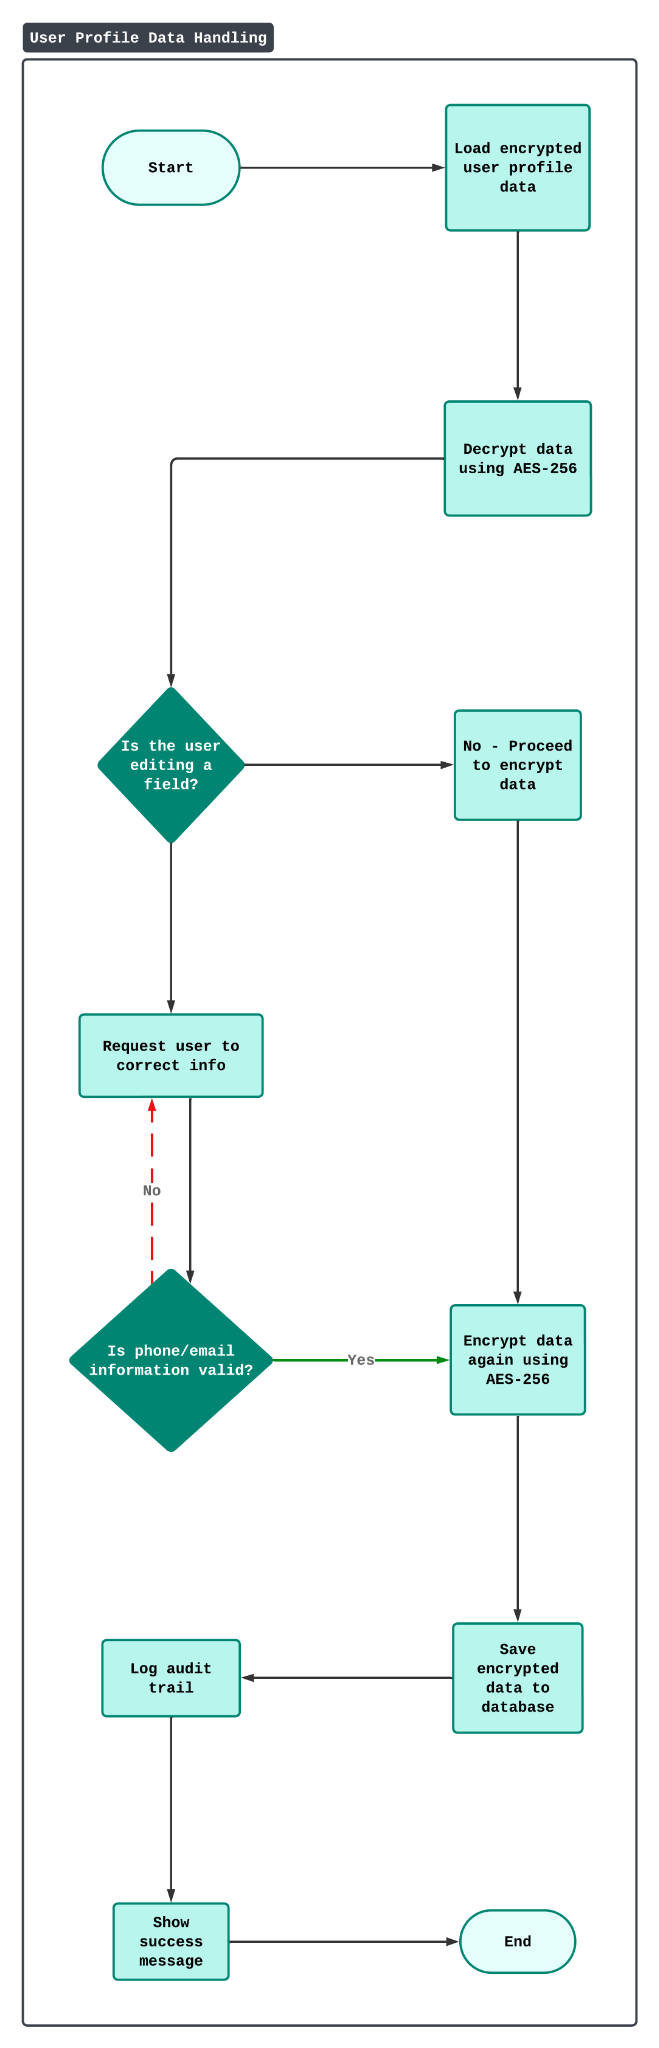 User Profile Data Handling
Start
Load encrypted
user profile
data
Decrypt data
using AES-256
Is the user
editing a
field?
No - Proceed
to encrypt
data
Request user to
correct info
No
Is phone/email
information valid?
Yes
Encrypt data
again using
AES-256
Save
encrypted
data to
database
Log audit
trail
Show
success
message
End